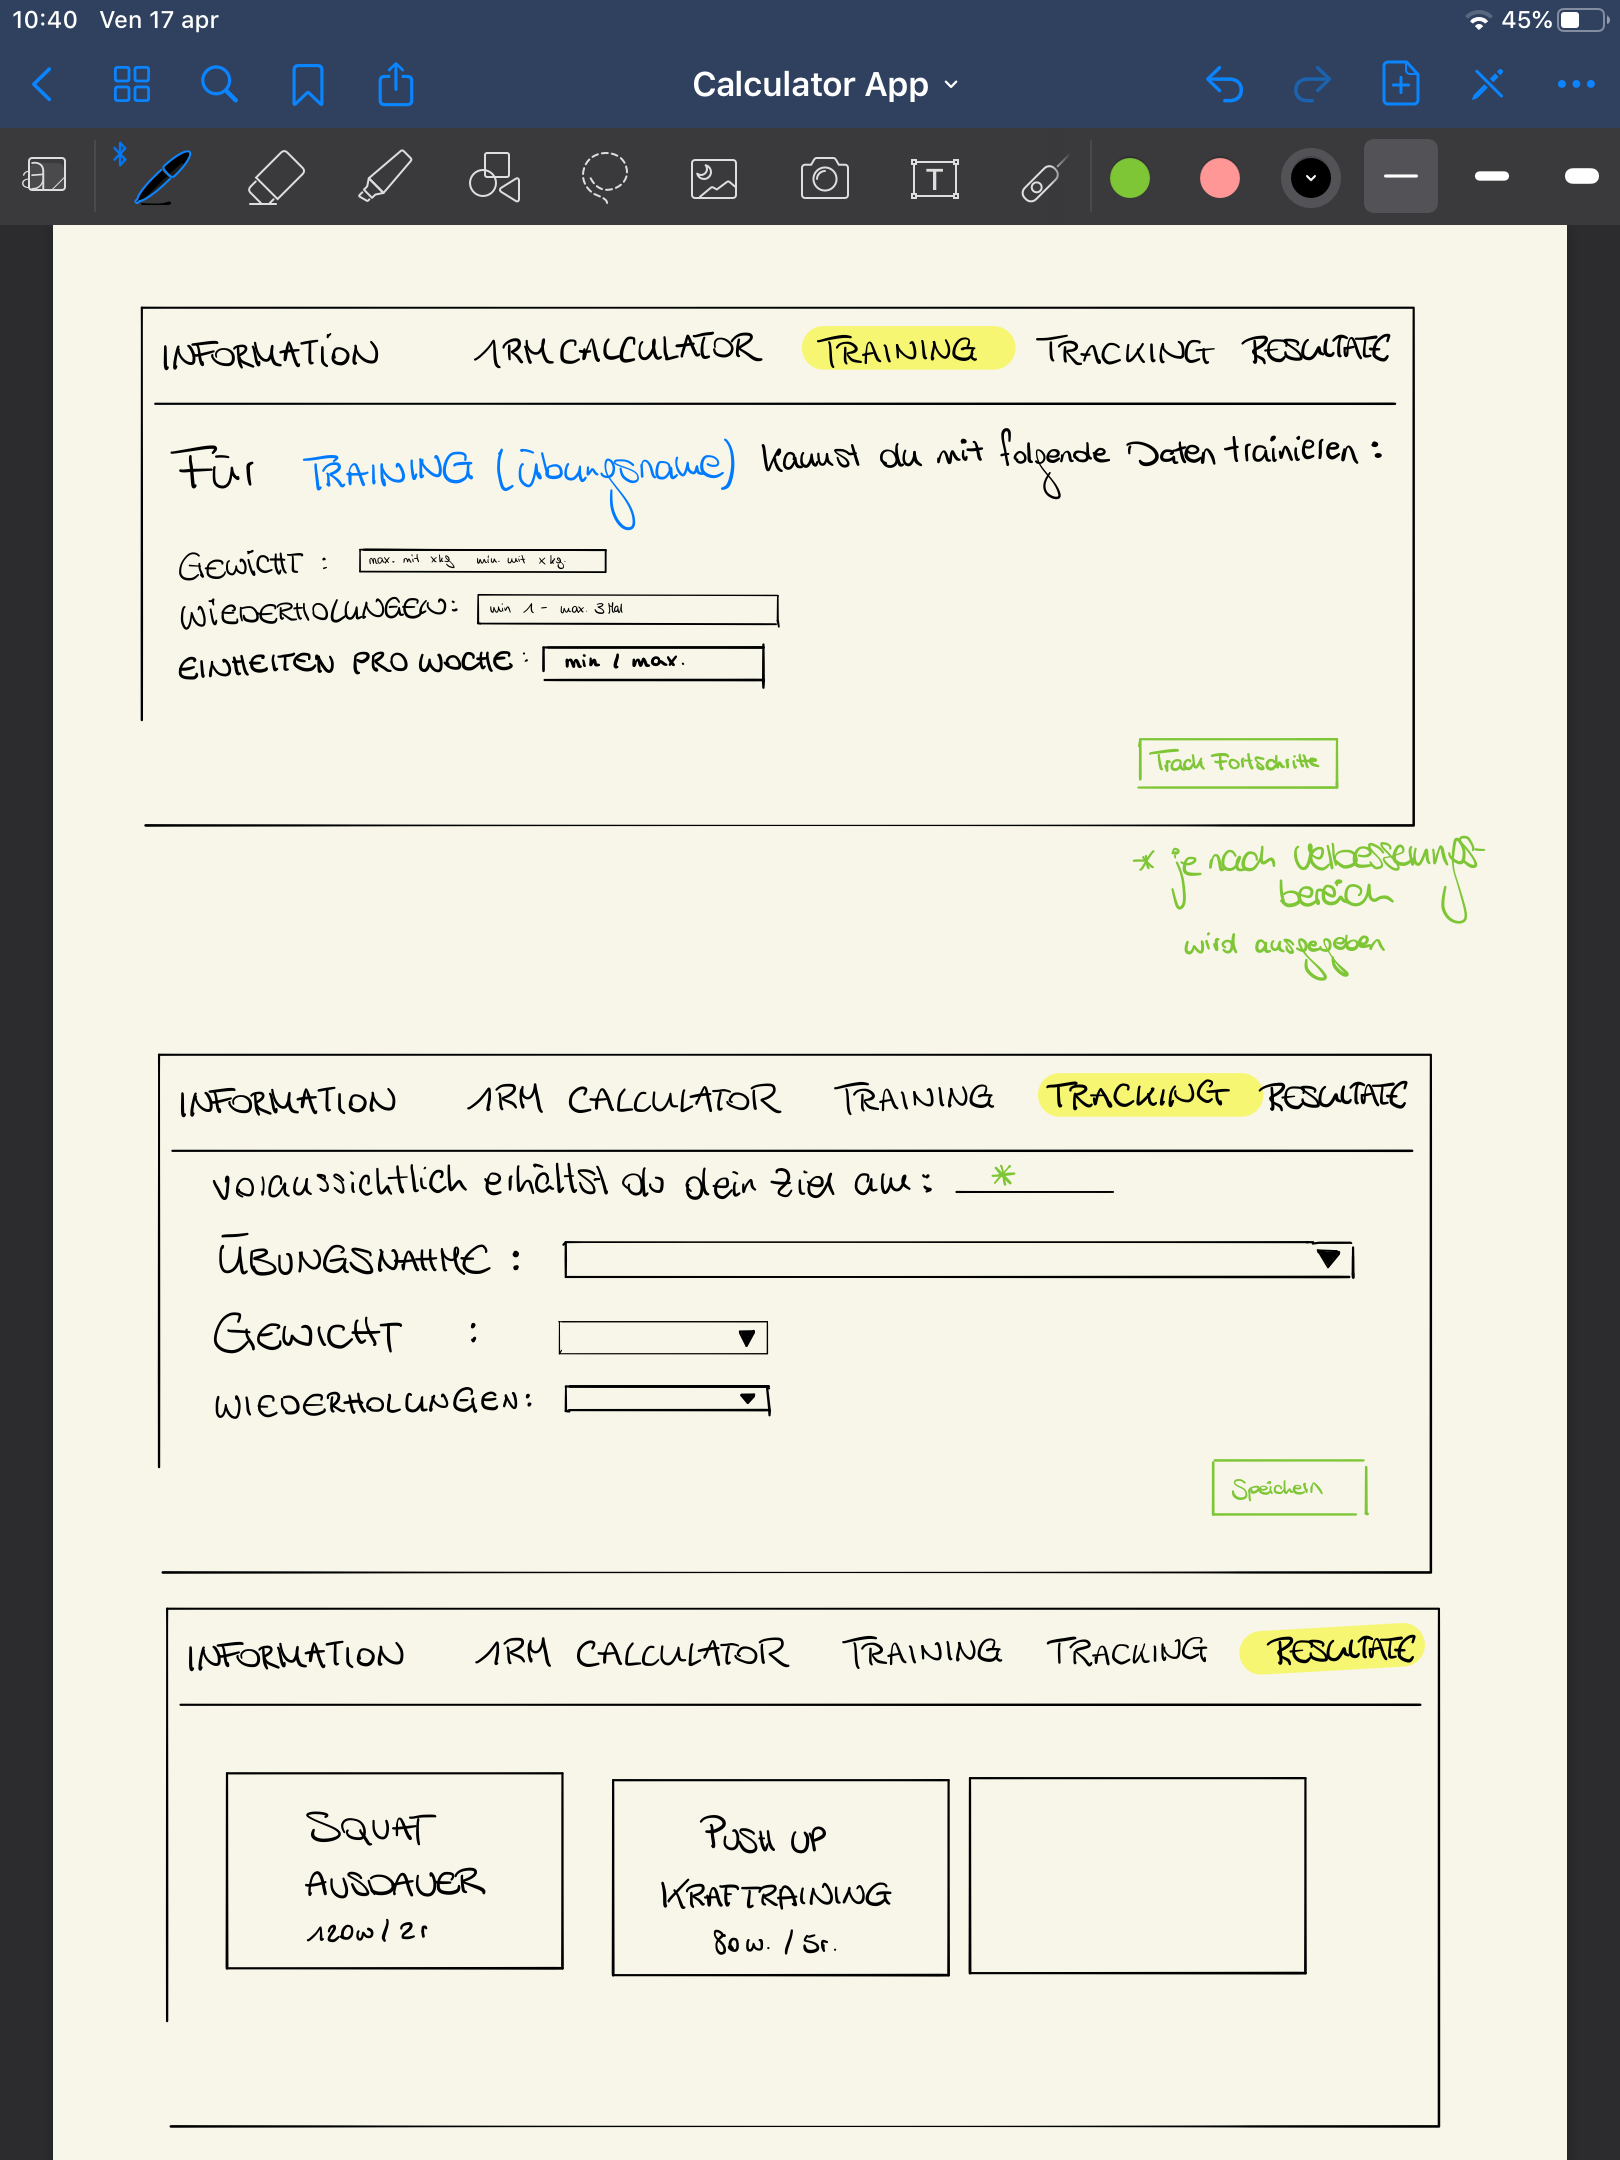 10:40 Ven 17 apr 45%
Calculator App
T
INFORMATION 1RM CALCULATOR TRAINING TRACKING RESULTATE
Für TRAINING (Übungsname) kannst du mit folgende Daten trainieren:
GEWICHT : max. mit xkg min. mit xkg.
WIEDERHOLUNGEN: min 1 - max. 3 Mal
EINHEITEN PRO WOCHE: min / max.
Track Fortschritte
* je nach Verbesserungs-
bereich
wird ausgegeben
INFORMATION 1RM CALCULATOR TRAINING TRACKING RESULTATE
voraussichtlich erhältst du dein Ziel am: *
ÜBUNGSNAHME :
GEWICHT :
WIEDERHOLUNGEN:
Speichern
INFORMATION 1RM CALCULATOR TRAINING TRACKING RESULTATE
SQUAT
AUSDAUER
120w / 2r
PUSH UP
KRAFTRAINING
80w. / 5r.